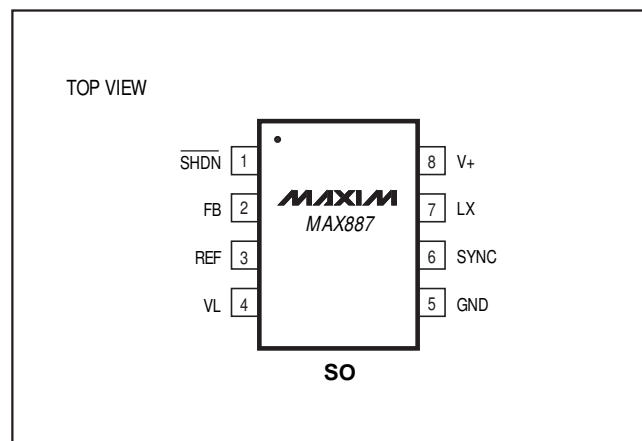 TOP VIEW
SHDN 1
FB 2
REF 3
VL 4
MAXIM
MAX887
8 V+
7 LX
6 SYNC
5 GND
SO